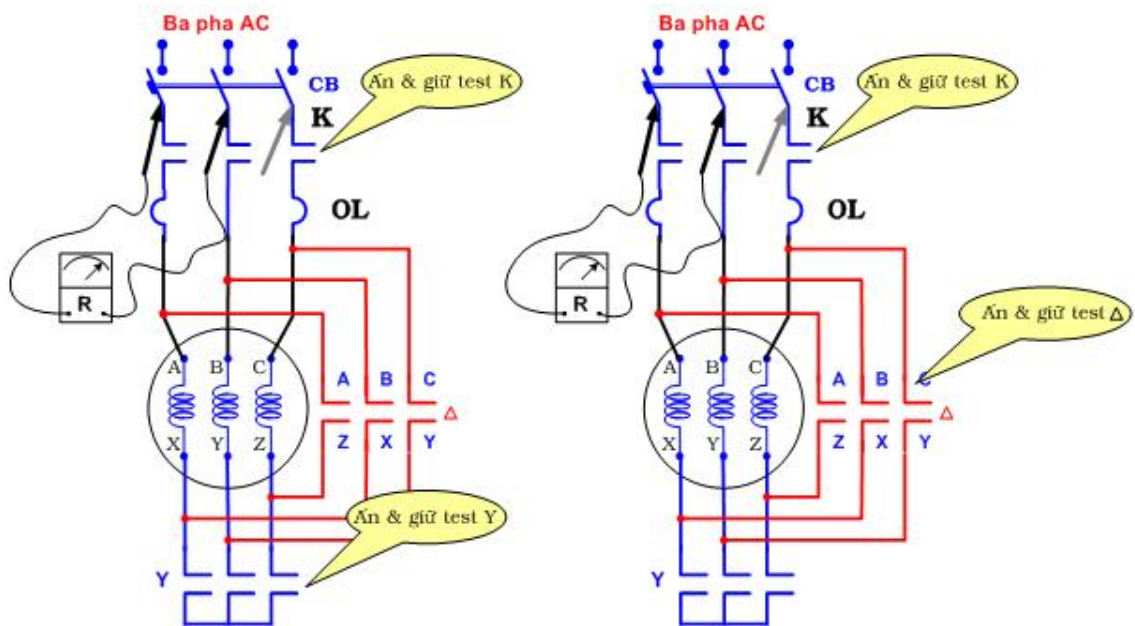 Ba pha AC
CB
Ấn & giữ test K
K
OL
R
A B C
A B C
X Y Z
Z X Y
Δ
Ấn & giữ test Y
Y
Ba pha AC
CB
Ấn & giữ test K
K
OL
R
Ấn & giữ test Δ
A B C
A B C
X Y Z
Z X Y
Δ
Y